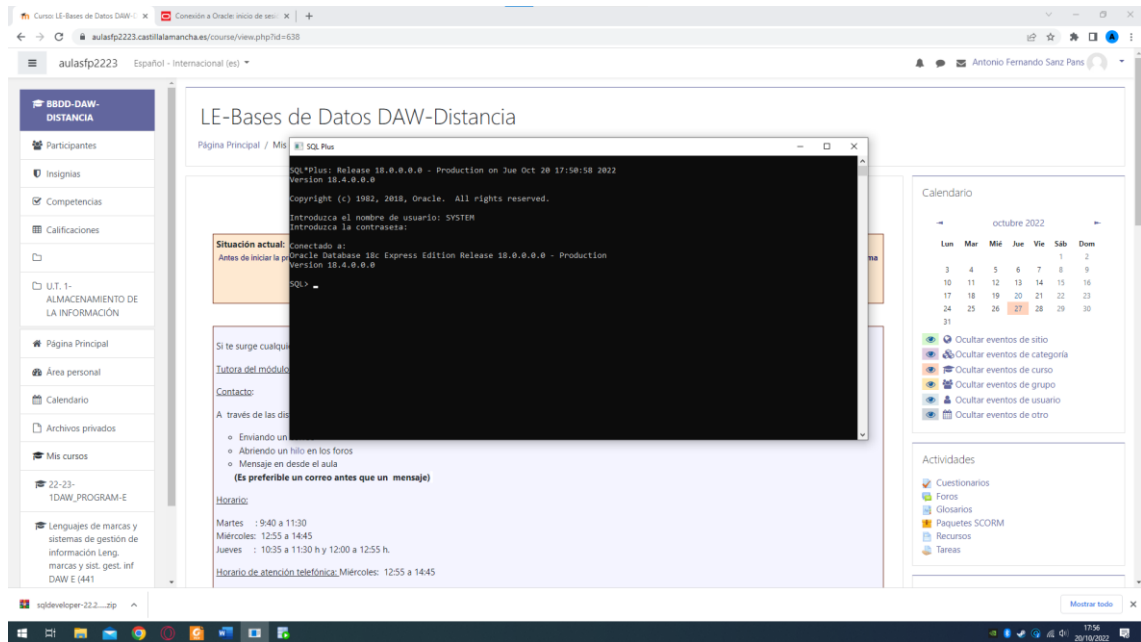 Curso: LE-Bases de Datos DAW-D
Conexión a Oracle: inicio de sesi
aulasfp2223.castillalamancha.es/course/view.php?id=638
aulasfp2223
Español - Internacional (es)
Antonio Fernando Sanz Pans
BBDD-DAW-
DISTANCIA
Participantes
Insignias
Competencias
Calificaciones
U.T. 1-
ALMACENAMIENTO DE
LA INFORMACIÓN
Página Principal
Área personal
Calendario
Archivos privados
Mis cursos
22-23-
1DAW_PROGRAM-E
Lenguajes de marcas y
sistemas de gestión de
información Leng.
marcas y sist. gest. inf
DAW E (441
LE-Bases de Datos DAW-Distancia
Página Principal / Mis
SQL Plus
SQL*Plus: Release 18.0.0.0.0 - Production on Jue Oct 20 17:50:58 2022
Version 18.4.0.0.0
Copyright (c) 1982, 2018, Oracle. All rights reserved.
Introduzca el nombre de usuario: SYSTEM
Introduzca la contraseza:
Conectado a:
Oracle Database 18c Express Edition Release 18.0.0.0.0 - Production
Version 18.4.0.0.0
SQL> _
Situación actual:
Antes de iniciar la pr
ma
Si te surge cualqui
Tutora del módulo
Contacto:
A través de las dis
Enviando un
Abriendo un hilo en los foros
Mensaje en desde el aula
(Es preferible un correo antes que un mensaje)
Horario:
Martes : 9:40 a 11:30
Miércoles: 12:55 a 14:45
Jueves : 10:35 a 11:30 h y 12:00 a 12:55 h.
Horario de atención telefónica: Miércoles: 12:55 a 14:45
Calendario
octubre 2022
Lun Mar Mié Jue Vie Sáb Dom
1 2
3 4 5 6 7 8 9
10 11 12 13 14 15 16
17 18 19 20 21 22 23
24 25 26 27 28 29 30
31
Ocultar eventos de sitio
Ocultar eventos de categoría
Ocultar eventos de curso
Ocultar eventos de grupo
Ocultar eventos de usuario
Ocultar eventos de otro
Actividades
Cuestionarios
Foros
Glosarios
Paquetes SCORM
Recursos
Tareas
sqldeveloper-22.2....zip
Mostrar todo
17:56
20/10/2022